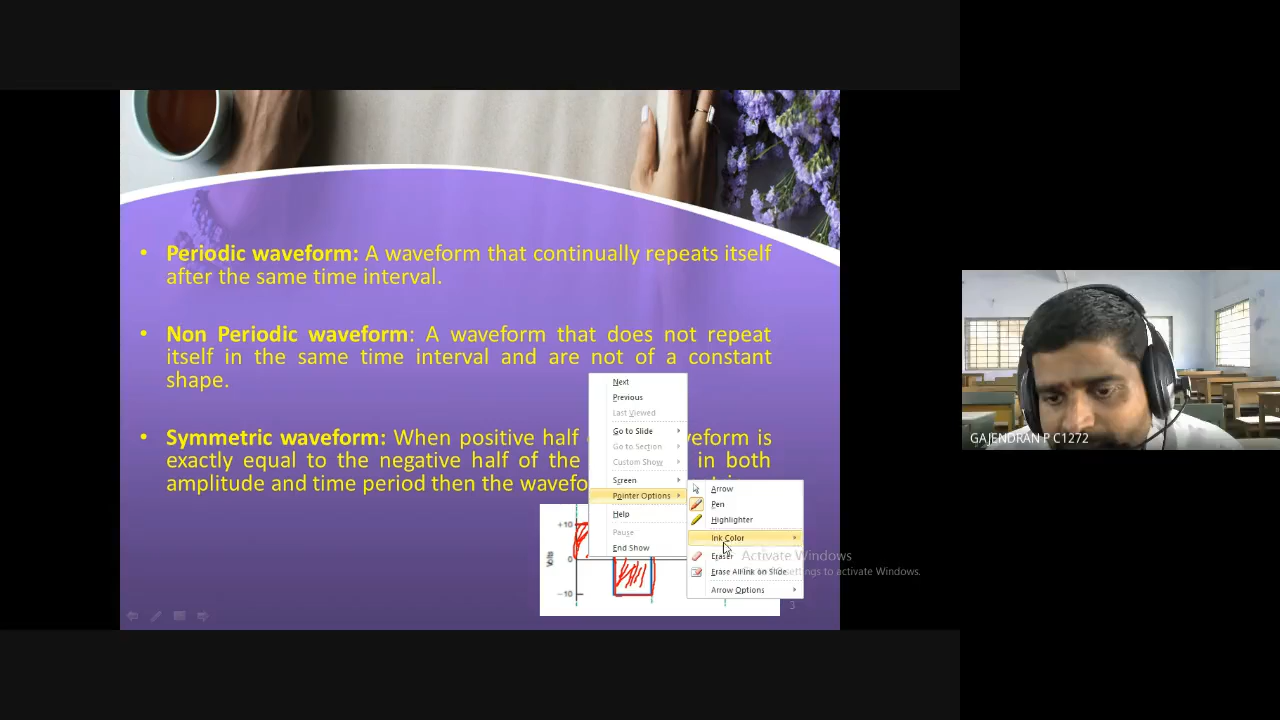 • Periodic waveform: A waveform that continually repeats itself
after the same time interval.
• Non Periodic waveform: A waveform that does not repeat
itself in the same time interval and are not of a constant
shape.
• Symmetric waveform: When positive half
exactly equal to the negative half of the in both
amplitude and time period then the
Next
Previous
Last Viewed
Go to Slide
Go to Section
Custom Show
Screen
Pointer Options
Help
Pause
End Show
Arrow
Pen
Highlighter
Ink Color
Eraser
Erase All Ink on Slide
Arrow Options
+10
0
-10
Volts
Activate Windows
settings to activate Windows.
3
GAJENDRAN P C1272